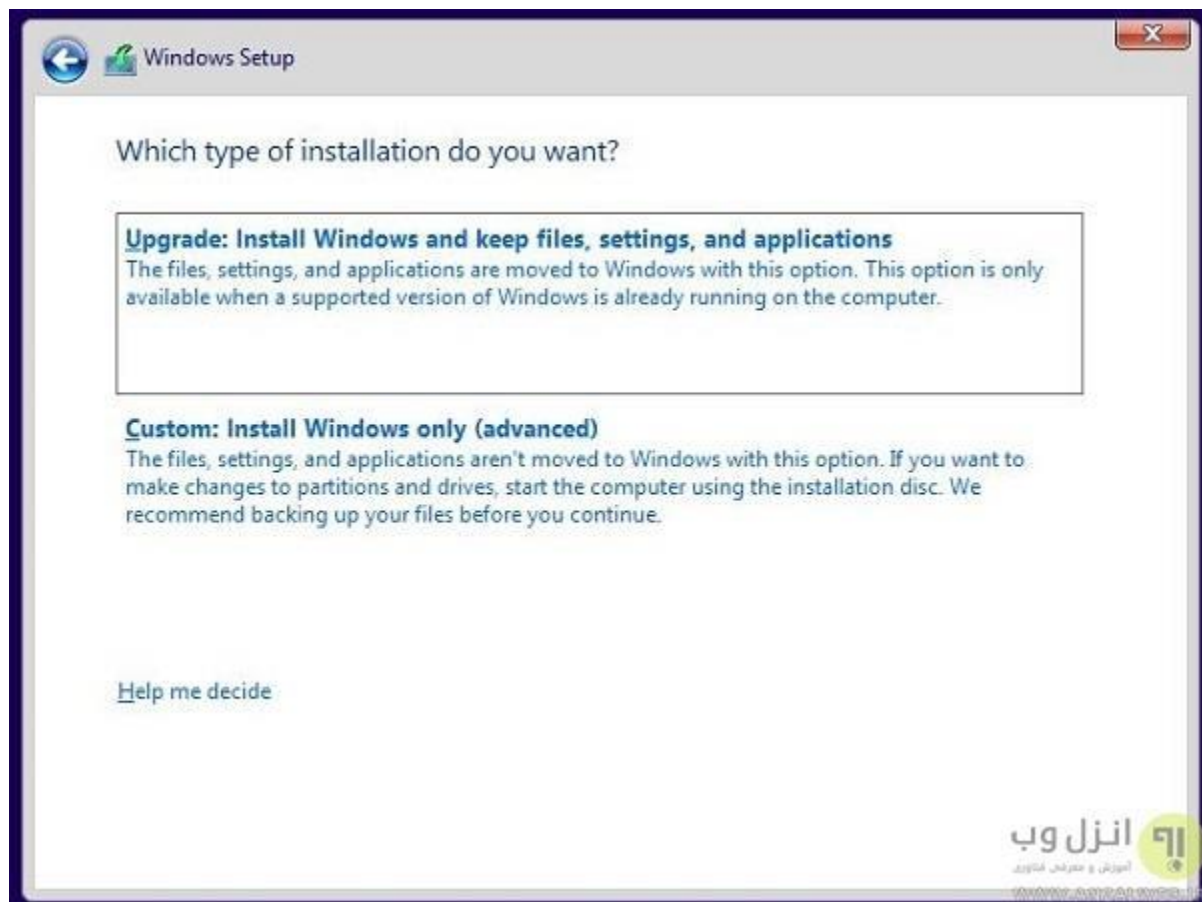 Windows Setup
Which type of installation do you want?
Upgrade: Install Windows and keep files, settings, and applications
The files, settings, and applications are moved to Windows with this option. This option is only
available when a supported version of Windows is already running on the computer.
Custom: Install Windows only (advanced)
The files, settings, and applications aren't moved to Windows with this option. If you want to
make changes to partitions and drives, start the computer using the installation disc. We
recommend backing up your files before you continue.
Help me decide
انزل وب
آموزش و معرفی فناوری